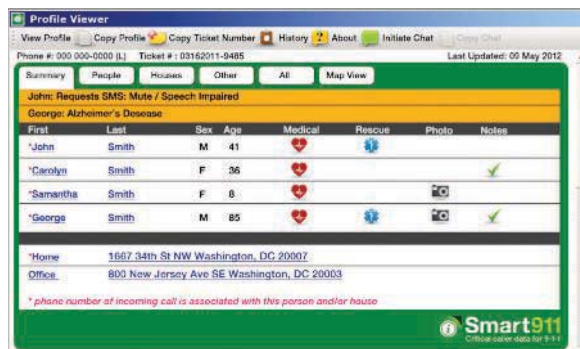 Profile Viewer
View Profile Copy Profile Copy Ticket Number History About Initiate Chat Copy Chat
Phone #: 000 000-0000 (L) Ticket # : 03162011-9485 Last Updated: 09 May 2012
Summary People Houses Other All Map View
John: Requests SMS: Mute / Speech Impaired
George: Alzheimer's Desease
First Last Sex Age Medical Rescue Photo Notes
*John Smith M 41
*Carolyn Smith F 36
*Samantha Smith F 8
*George Smith M 85
*Home 1667 34th St NW Washington, DC 20007
Office 800 New Jersey Ave SE Washington, DC 20003
* phone number of incoming call is associated with this person and/or house
Smart911
Critical caller data for 9-1-1